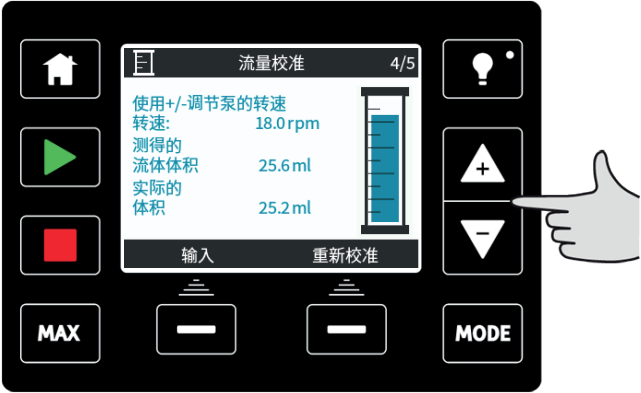 流量校准 4/5
使用+/-调节泵的转速
转速: 18.0 rpm
测得的
流体体积 25.6 ml
实际的
体积 25.2 ml
输入 重新校准
+
−
MAX MODE